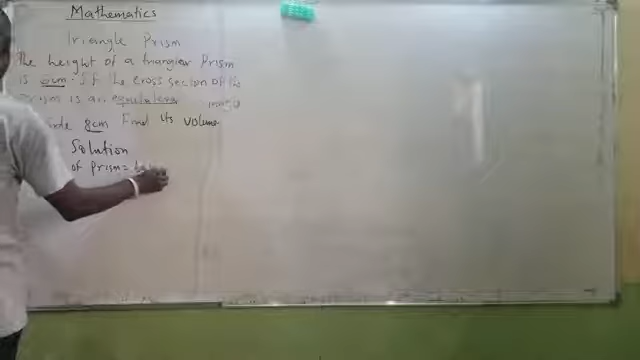 Mathematics
Triangle Prism
The height of a triangular Prism
is cm. If the cross section of the
Prism is an equilateral
side 8cm Find its volume
Solution
of Prism =